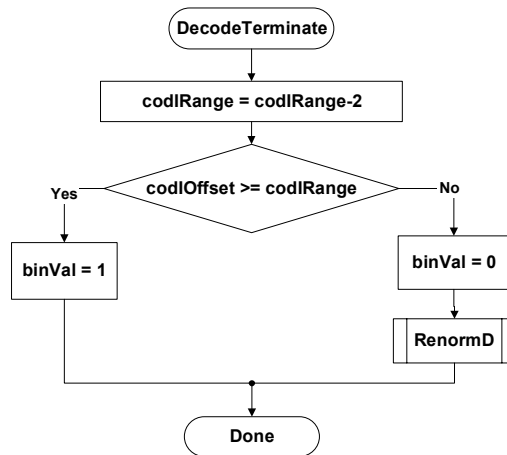 DecodeTerminate
codIRange = codIRange-2
codIOffset >= codIRange
Yes
No
binVal = 1
binVal = 0
RenormD
Done